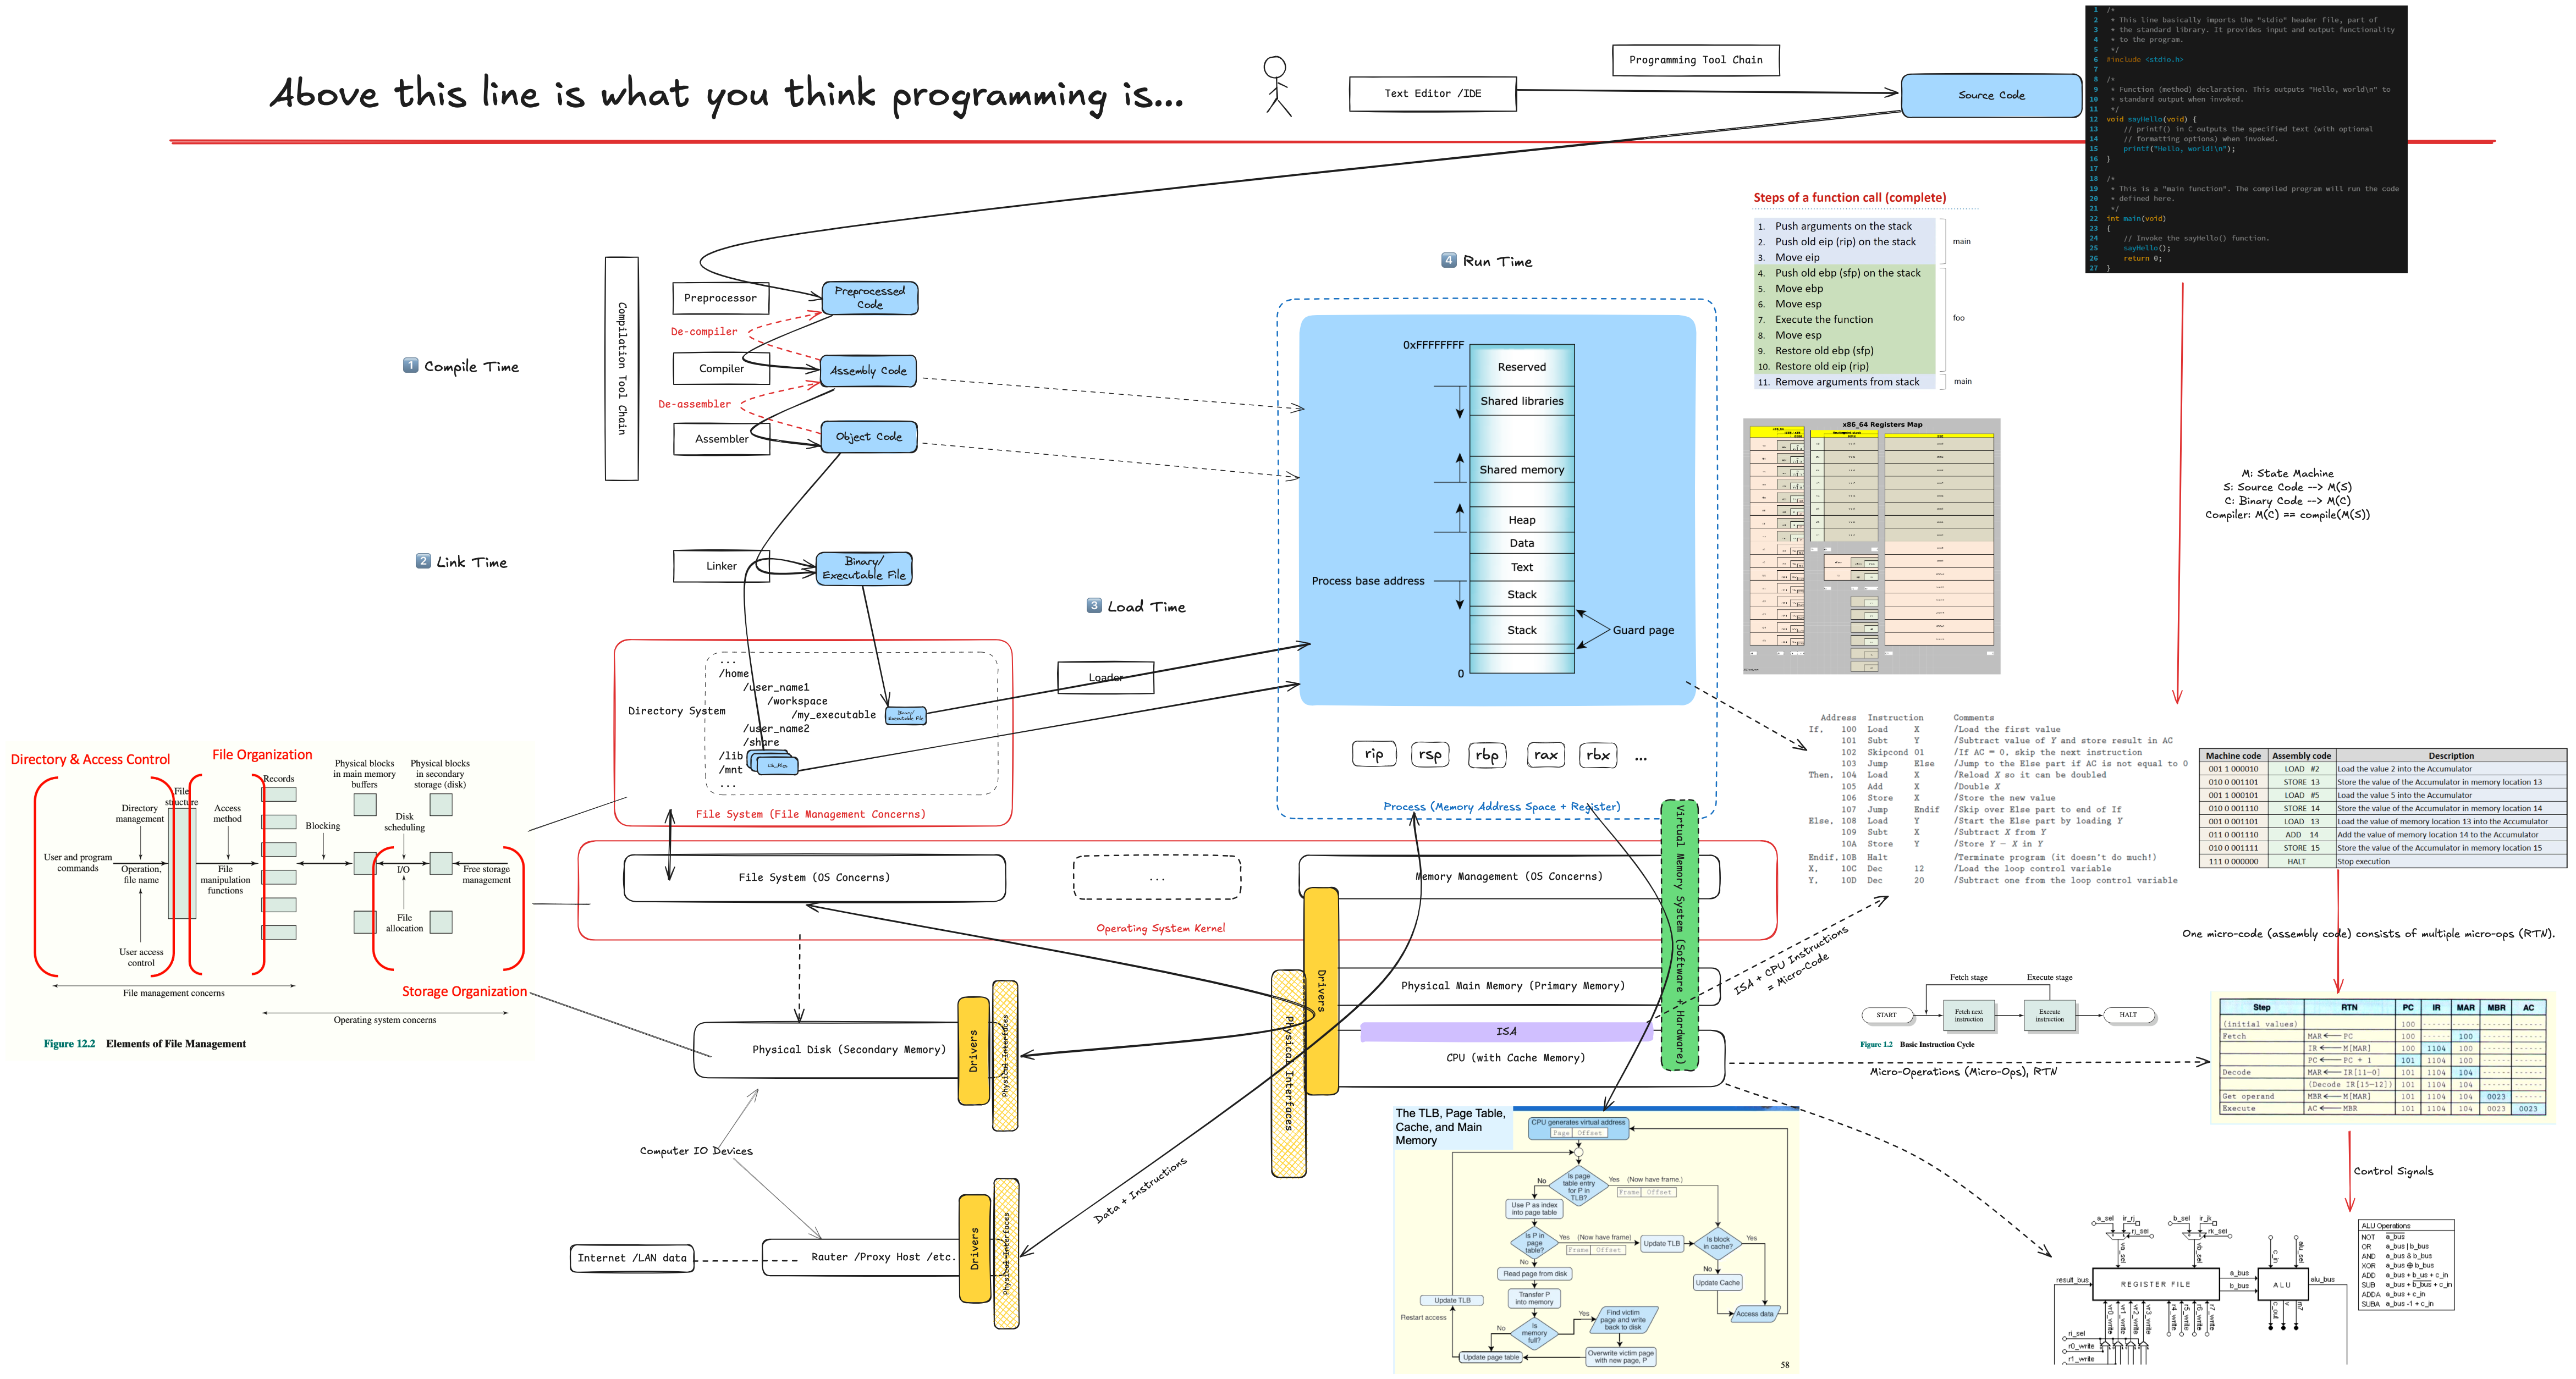 Above this line is what you think programming is...
Text Editor /IDE
Programming Tool Chain
Source Code
1 /*
2 * This line basically imports the "stdio" header file, part of
3 * the standard library. It provides input and output functionality
4 * to the program.
5 */
6 #include <stdio.h>
7
8 /*
9 * Function (method) declaration. This outputs "Hello, world\n" to
10 * standard output when invoked.
11 */
12 void sayHello(void) {
13 // printf() in C outputs the specified text (with optional
14 // formatting options) when invoked.
15 printf("Hello, world!\n");
16 }
17
18 /*
19 * This is a "main function". The compiled program will run the code
20 * defined here.
21 */
22 int main(void)
23 {
24 // Invoke the sayHello() function.
25 sayHello();
26 return 0;
27 }
1 Compile Time
Compilation Tool Chain
Preprocessor
Preprocessed
Code
De-compiler
Compiler
Assembly Code
De-assembler
Assembler
Object Code
2 Link Time
Linker
Binary/
Executable File
3 Load Time
Loader
Directory System
...
/home
/user_name1
/workspace
/my_executable
/user_name2
/share
/lib
/mnt
...
Binary/
Executable File
Lib_Files
File System (File Management Concerns)
4 Run Time
0xFFFFFFFF
Reserved
Shared libraries
Shared memory
Heap
Data
Text
Process base address
Stack
Stack
Guard page
0
rip
rsp
rbp
rax
rbx
...
Process (Memory Address Space + Register)
Steps of a function call (complete)
1. Push arguments on the stack
2. Push old eip (rip) on the stack
3. Move eip
main
4. Push old ebp (sfp) on the stack
5. Move ebp
6. Move esp
7. Execute the function
8. Move esp
9. Restore old ebp (sfp)
10. Restore old eip (rip)
foo
11. Remove arguments from stack
main
x86_64 Registers Map
M: State Machine
S: Source Code --> M(S)
C: Binary Code --> M(C)
Compiler: M(C) == compile(M(S))
Address Instruction Comments
If, 100 Load X /Load the first value
101 Subt Y /Subtract value of Y and store result in AC
102 Skipcond 01 /If AC = 0, skip the next instruction
103 Jump Else /Jump to the Else part if AC is not equal to 0
Then, 104 Load X /Reload X so it can be doubled
105 Add X /Double X
106 Store X /Store the new value
107 Jump Endif /Skip over Else part to end of If
Else, 108 Load Y /Start the Else part by loading Y
109 Subt X /Subtract X from Y
10A Store Y /Store Y − X in Y
Endif, 10B Halt /Terminate program (it doesn't do much!)
X, 10C Dec 12 /Load the loop control variable
Y, 10D Dec 20 /Subtract one from the loop control variable
Machine code Assembly code Description
001 1 000010 LOAD #2 Load the value 2 into the Accumulator
010 0 001101 STORE 13 Store the value of the Accumulator in memory location 13
001 1 000101 LOAD #5 Load the value 5 into the Accumulator
010 0 001110 STORE 14 Store the value of the Accumulator in memory location 14
001 0 001101 LOAD 13 Load the value of memory location 13 into the Accumulator
011 0 001110 ADD 14 Add the value of memory location 14 to the Accumulator
010 0 001111 STORE 15 Store the value of the Accumulator in memory location 15
111 0 000000 HALT Stop execution
One micro-code (assembly code) consists of multiple micro-ops (RTN).
Directory & Access Control
File Organization
File
structure
Records
Physical blocks
in main memory
buffers
Physical blocks
in secondary
storage (disk)
Directory
management
Access
method
Blocking
Disk
scheduling
User and program
commands
Operation,
file name
File
manipulation
functions
I/O
Free storage
management
File
allocation
User access
control
File management concerns
Storage Organization
Operating system concerns
Figure 12.2 Elements of File Management
File System (OS Concerns)
...
Memory Management (OS Concerns)
Operating System Kernel
Virtual Memory System (Software + Hardware)
Drivers
Physical Interfaces
Physical Main Memory (Primary Memory)
ISA
CPU (with Cache Memory)
ISA + CPU Instructions
= Micro-Code
Physical Disk (Secondary Memory)
Drivers
Physical Interfaces
Computer IO Devices
Data + Instructions
Internet /LAN data
Router /Proxy Host /etc.
Drivers
Physical Interfaces
Fetch stage
Execute stage
START
Fetch next
instruction
Execute
instruction
HALT
Figure 1.2 Basic Instruction Cycle
Micro-Operations (Micro-Ops), RTN
Step RTN PC IR MAR MBR AC
(initial values) 100 ------ ------ ------ ------
Fetch MAR ← PC 100 ------ 100 ------ ------
IR ← M[MAR] 100 1104 100 ------ ------
PC ← PC + 1 101 1104 100 ------ ------
Decode MAR ← IR[11—0] 101 1104 104 ------ ------
(Decode IR[15—12]) 101 1104 104 ------ ------
Get operand MBR ← M[MAR] 101 1104 104 0023 ------
Execute AC ← MBR 101 1104 104 0023 0023
Control Signals
The TLB, Page Table,
Cache, and Main
Memory
CPU generates virtual address
Page Offset
Is page
table entry
for P in
TLB?
No
Yes (Now have frame.)
Frame Offset
Use P as index
into page table
Is P in
page
table?
Yes (Now have frame)
Frame Offset
Update TLB
Is block
in cache?
Yes
No
No
Read page from disk
Update Cache
Transfer P
into memory
Access data
Update TLB
Restart access
Is
memory
full?
Yes
No
Find victim
page and write
back to disk
Update page table
Overwrite victim page
with new page, P
58
a_sel
ir_rj
rj_sel
b_sel
ir_jk
rk_sel
va_sel
vb_sel
c_in
alu_sel
result_bus
REGISTER FILE
a_bus
b_bus
ALU
alu_bus
vr0_write
vr1_write
vr2_write
vr3_write
r4_write
r5_write
r6_write
r7_write
c_out
v
m7
ri_sel
r0_write
r1_write
ALU Operations
NOT a_bus
OR a_bus | b_bus
AND a_bus & b_bus
XOR a_bus ⊕ b_bus
ADD a_bus + b_us + c_in
SUB a_bus + b_bus + c_in
ADDA a_bus + c_in
SUBA a_bus -1 + c_in